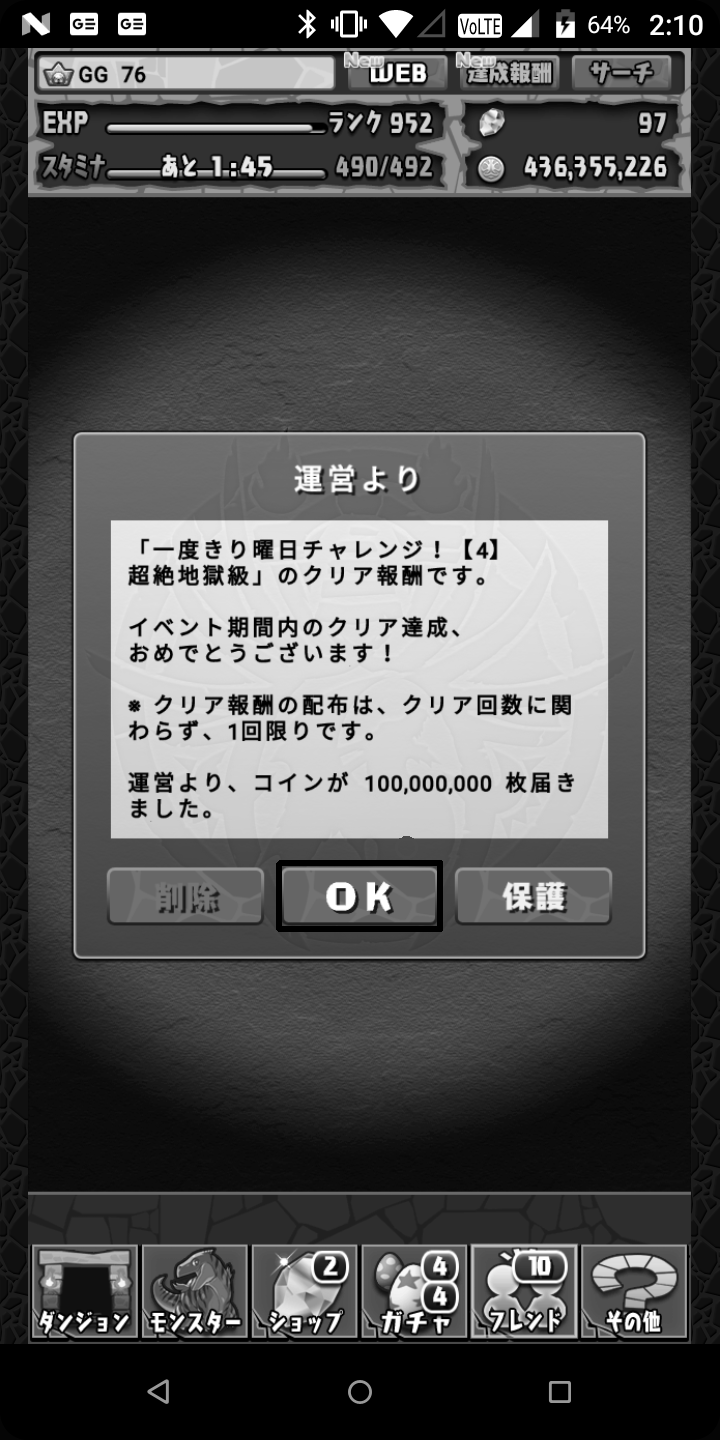 GE GE VoLTE 64% 2:10
GG 76
New WEB
New 達成報酬
サーチ
EXP ランク 952
97
スタミナ あと 1:45 490/492
436,355,226
運営より
「一度きり曜日チャレンジ！【4】
超絶地獄級」のクリア報酬です。
イベント期間内のクリア達成、
おめでとうございます！
※ クリア報酬の配布は、クリア回数に関
わらず、1回限りです。
運営より、コインが 100,000,000 枚届き
ました。
削除 OK 保護
2 4 10
4
ダンジョン モンスター ショップ ガチャ フレンド その他